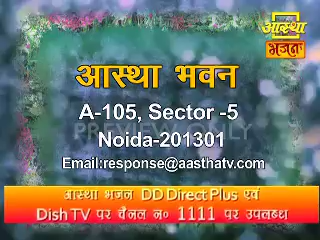 आस्था
भजन
आस्था भवन
A-105, Sector -5
Noida-201301
Email:response@aasthatv.com
आस्था भजन DD Direct Plus एवं
Dish TV पर चैनल न० 1111 पर उपलब्ध